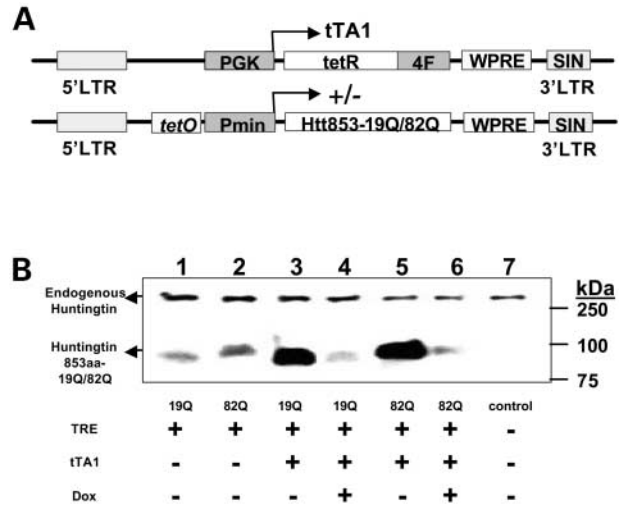 A
tTA1
PGK tetR 4F WPRE SIN
5'LTR 3'LTR
+/-
tetO Pmin Htt853-19Q/82Q WPRE SIN
5'LTR 3'LTR
B
1 2 3 4 5 6 7
kDa
Endogenous
Huntingtin
250
Huntingtin
853aa-
19Q/82Q
100
75
19Q 82Q 19Q 19Q 82Q 82Q control
TRE + + + + + + -
tTA1 - - + + + + -
Dox - - - + - + -